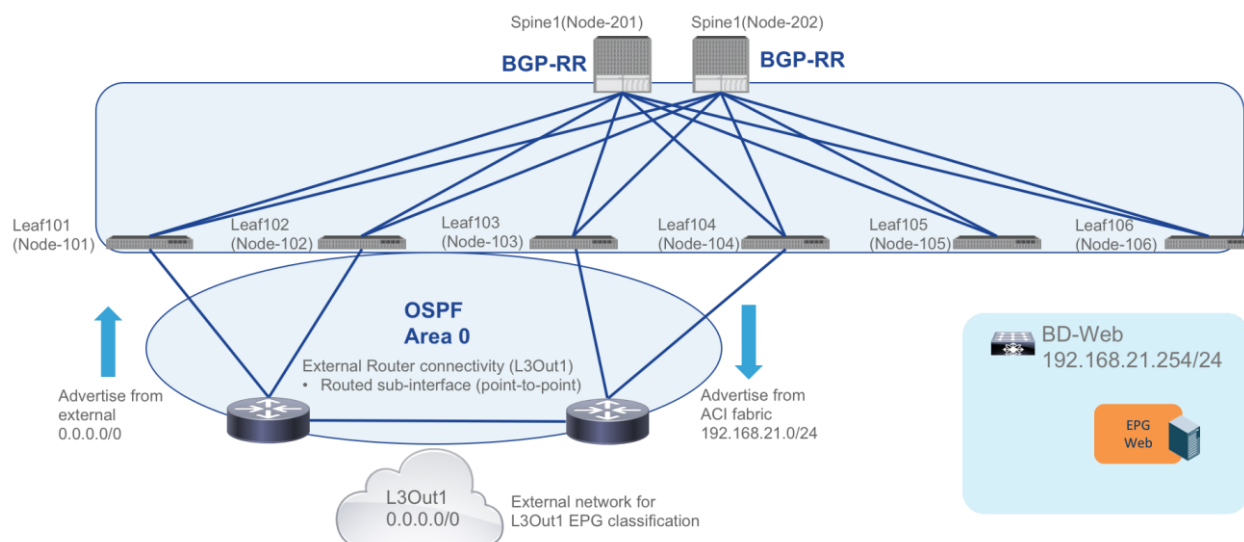 Spine1(Node-201)
Spine1(Node-202)
BGP-RR
BGP-RR
Leaf101
(Node-101)
Leaf102
(Node-102)
Leaf103
(Node-103)
Leaf104
(Node-104)
Leaf105
(Node-105)
Leaf106
(Node-106)
OSPF
Area 0
External Router connectivity (L3Out1)
• Routed sub-interface (point-to-point)
Advertise from
external
0.0.0.0/0
Advertise from
ACI fabric
192.168.21.0/24
L3Out1
0.0.0.0/0
External network for
L3Out1 EPG classification
BD-Web
192.168.21.254/24
EPG
Web